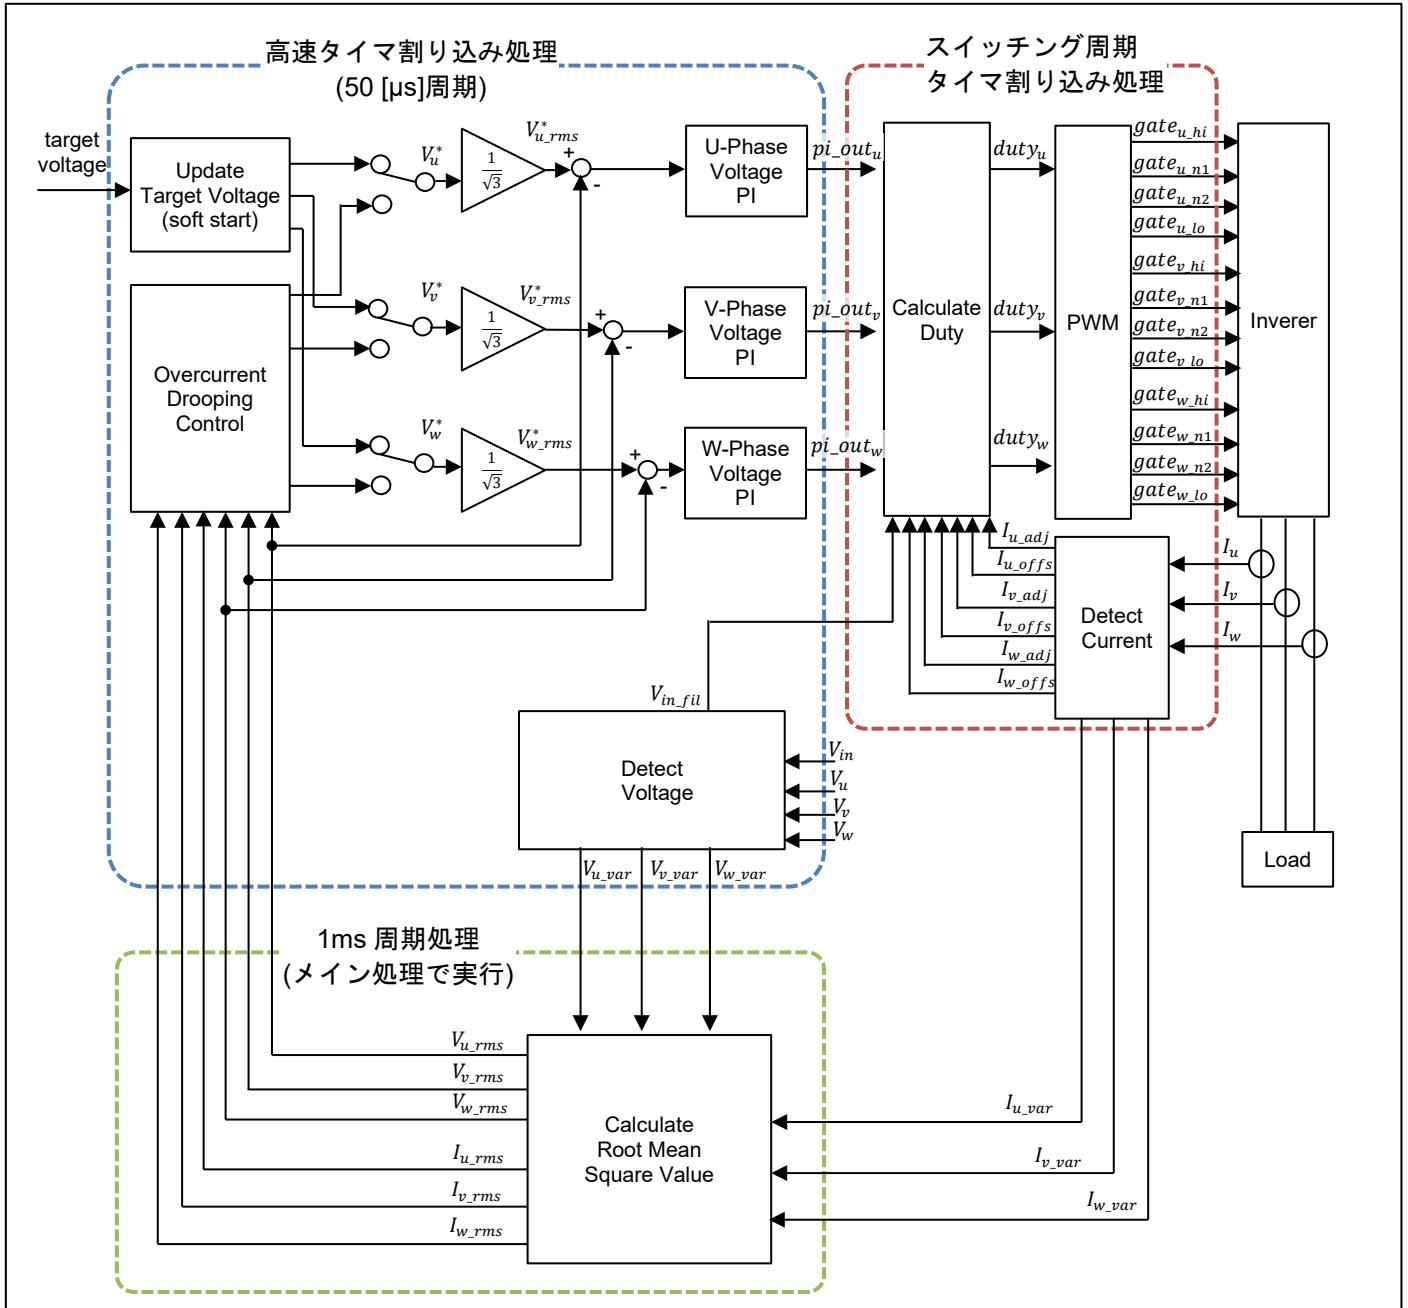 高速タイマ割り込み処理
(50 [µs]周期)
スイッチング周期
タイマ割り込み処理
target
voltage
Update
Target Voltage
(soft start)
V*u
1/√3
V*u_rms
+
-
U-Phase
Voltage
PI
pi_outu
Overcurrent
Drooping
Control
V*v
1/√3
V*v_rms
+
-
V-Phase
Voltage
PI
pi_outv
V*w
1/√3
V*w_rms
+
-
W-Phase
Voltage
PI
pi_outw
Calculate
Duty
dutyu
dutyv
dutyw
PWM
gateu_hi
gateu_n1
gateu_n2
gateu_lo
gatev_hi
gatev_n1
gatev_n2
gatev_lo
gatew_hi
gatew_n1
gatew_n2
gatew_lo
Inverer
Iu_adj
Iu_offs
Iv_adj
Iv_offs
Iw_adj
Iw_offs
Detect
Current
Iu
Iv
Iw
Vin_fil
Detect
Voltage
Vin
Vu
Vv
Vw
Load
Vu_var
Vv_var
Vw_var
1ms 周期処理
(メイン処理で実行)
Vu_rms
Vv_rms
Vw_rms
Iu_rms
Iv_rms
Iw_rms
Calculate
Root Mean
Square Value
Iu_var
Iv_var
Iw_var